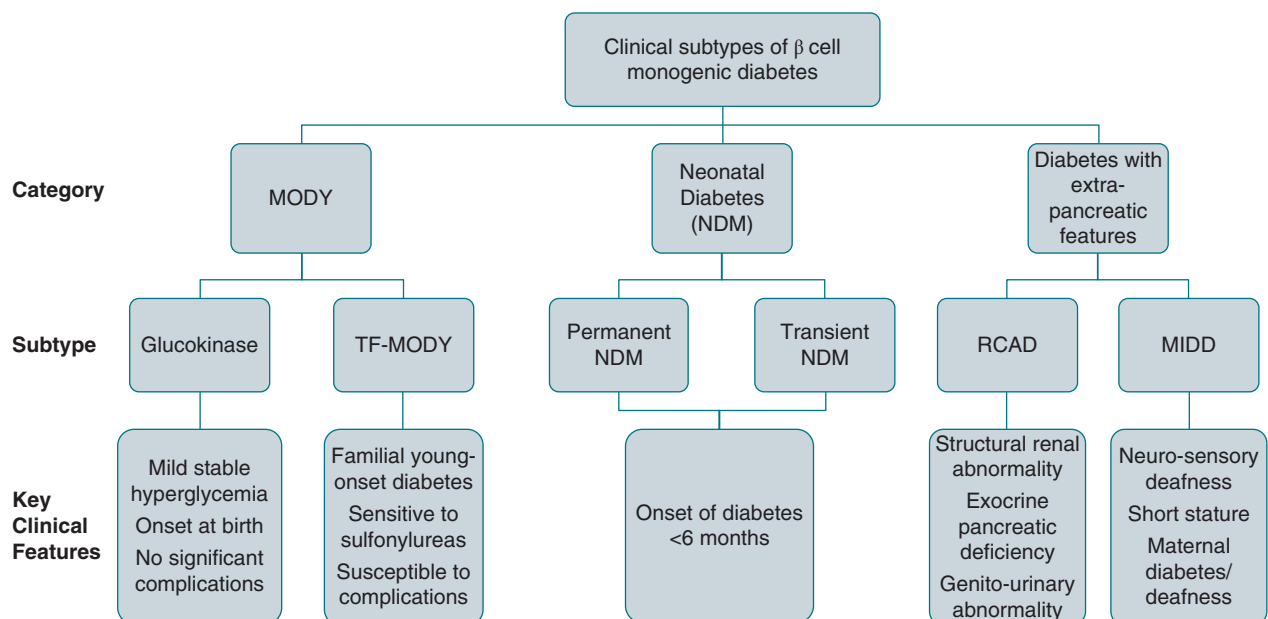 Clinical subtypes of β cell
monogenic diabetes
Category
MODY
Neonatal
Diabetes
(NDM)
Diabetes with
extra-
pancreatic
features
Subtype
Glucokinase
TF-MODY
Permanent
NDM
Transient
NDM
RCAD
MIDD
Key
Clinical
Features
Mild stable
hyperglycemia
Onset at birth
No significant
complications
Familial young-
onset diabetes
Sensitive to
sulfonylureas
Susceptible to
complications
Onset of diabetes
<6 months
Structural renal
abnormality
Exocrine
pancreatic
deficiency
Genito-urinary
abnormality
Neuro-sensory
deafness
Short stature
Maternal
diabetes/
deafness